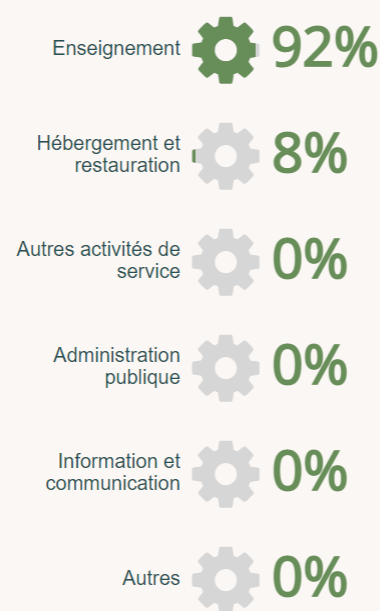 Enseignement 92%
Hébergement et
restauration 8%
Autres activités de
service 0%
Administration
publique 0%
Information et
communication 0%
Autres 0%